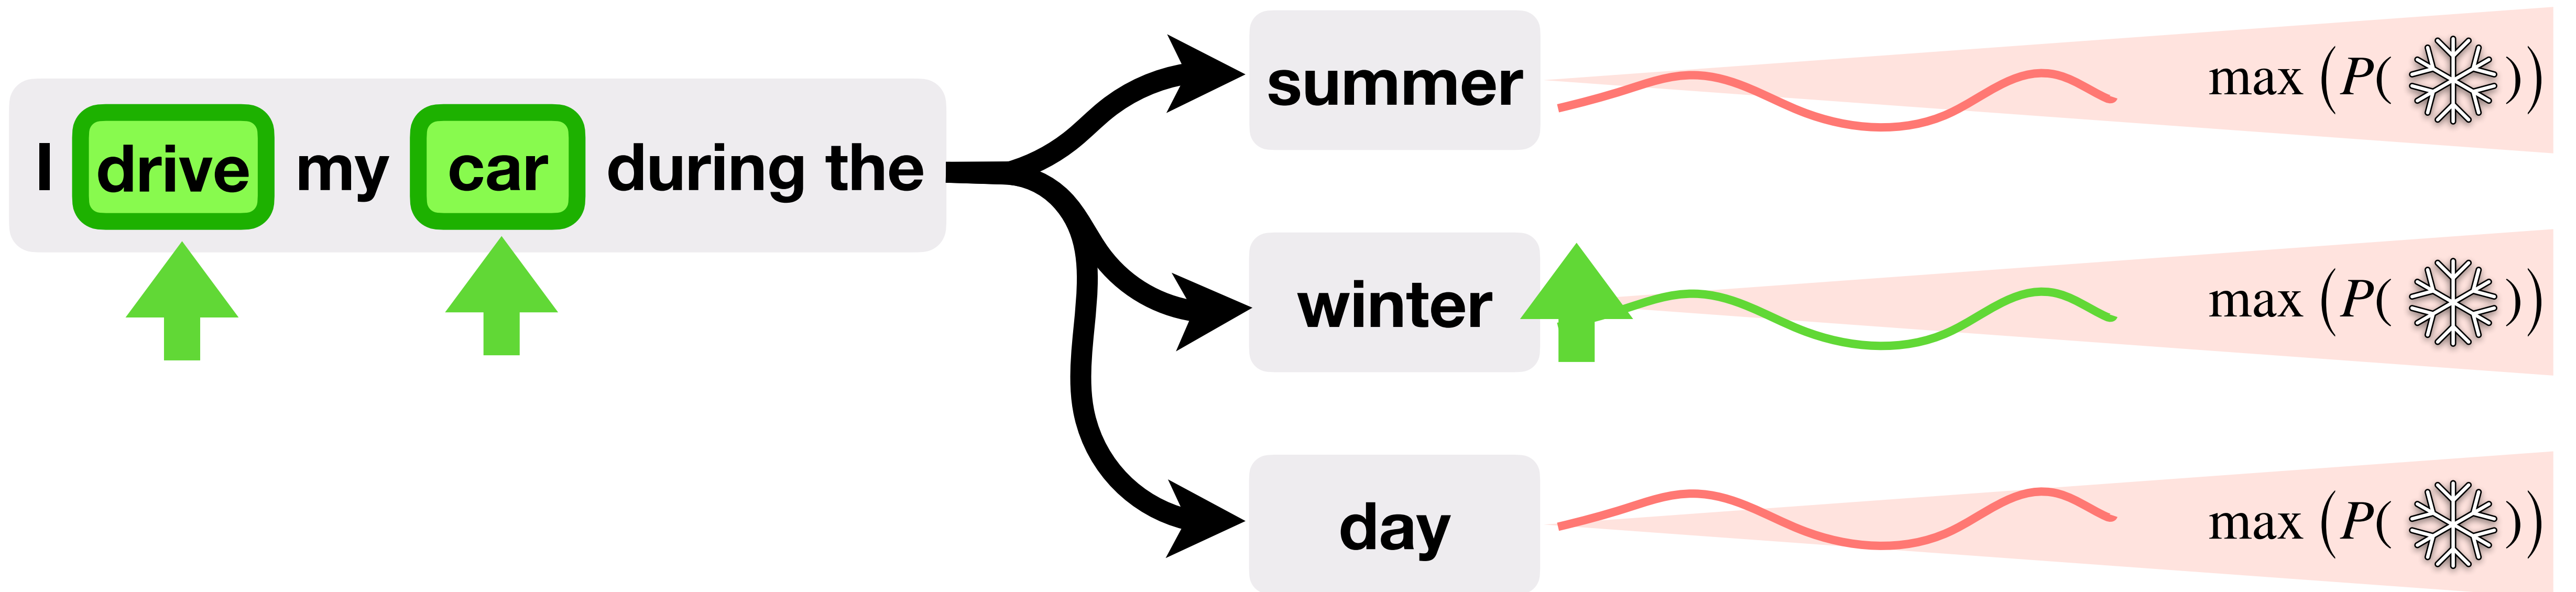 I drive my car during the
summer
max (P( ❄ ))
winter
max (P( ❄ ))
day
max (P( ❄ ))